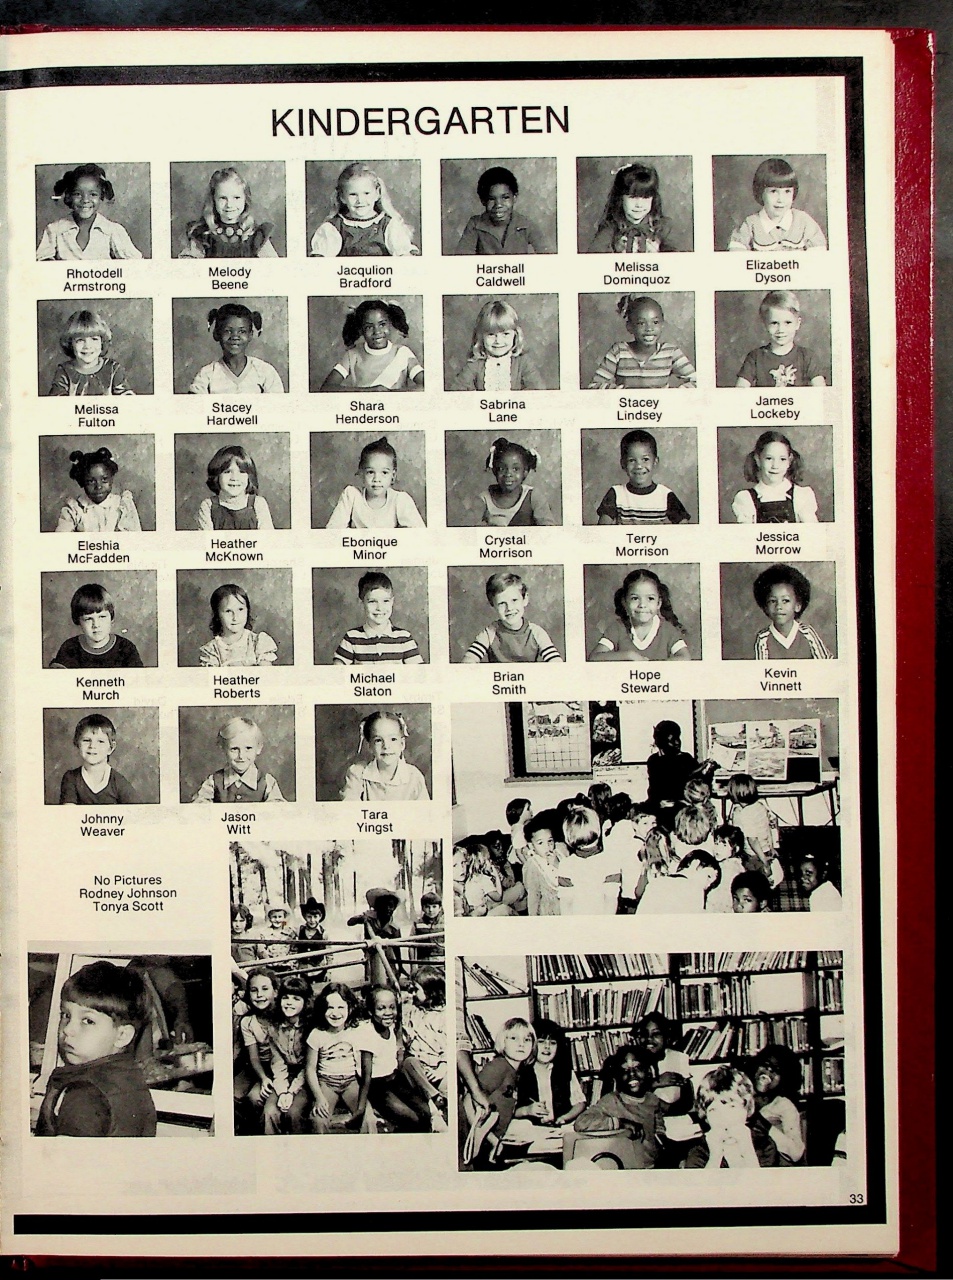 KINDERGARTEN
Rhotodell
Armstrong
Melody
Beene
Jacqulion
Bradford
Harshall
Caldwell
Melissa
Dominquoz
Elizabeth
Dyson
Melissa
Fulton
Stacey
Hardwell
Shara
Henderson
Sabrina
Lane
Stacey
Lindsey
James
Lockeby
Eleshia
McFadden
Heather
McKnown
Ebonique
Minor
Crystal
Morrison
Terry
Morrison
Jessica
Morrow
Kenneth
Murch
Heather
Roberts
Michael
Slaton
Brian
Smith
Hope
Steward
Kevin
Vinnett
Johnny
Weaver
Jason
Witt
Tara
Yingst
No Pictures
Rodney Johnson
Tonya Scott
33